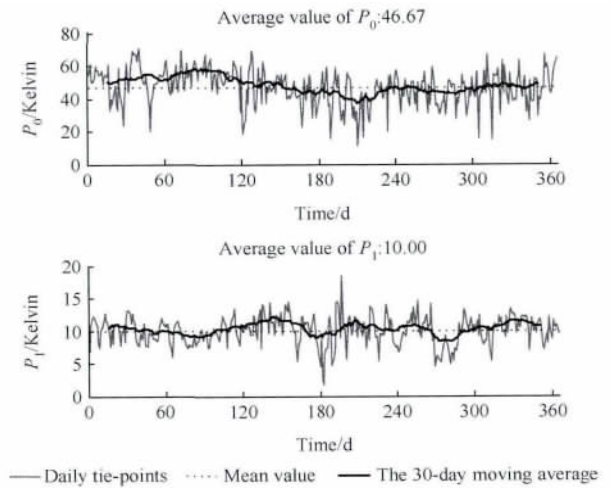 Average value of P0:46.67
80
60
40
20
0
P0/Kelvin
0 60 120 180 240 300 360
Time/d
Average value of P1:10.00
20
15
10
5
0
P1/Kelvin
0 60 120 180 240 300 360
Time/d
Daily tie-points Mean value The 30-day moving average